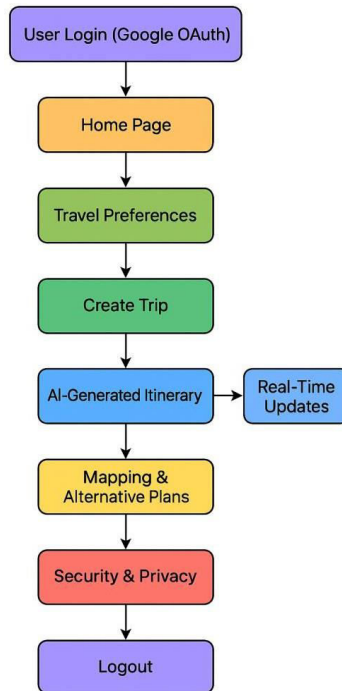 User Login (Google OAuth)
Home Page
Travel Preferences
Create Trip
AI-Generated Itinerary
Real-Time
Updates
Mapping &
Alternative Plans
Security & Privacy
Logout